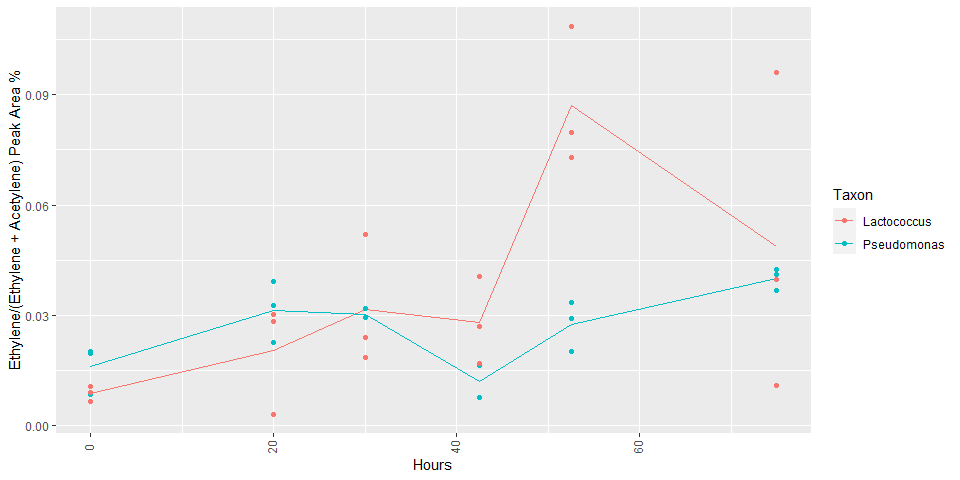 Ethylene/(Ethylene + Acetylene) Peak Area %
0.09
0.06
0.03
0.00
0
20
40
60
Hours
Taxon
Lactococcus
Pseudomonas